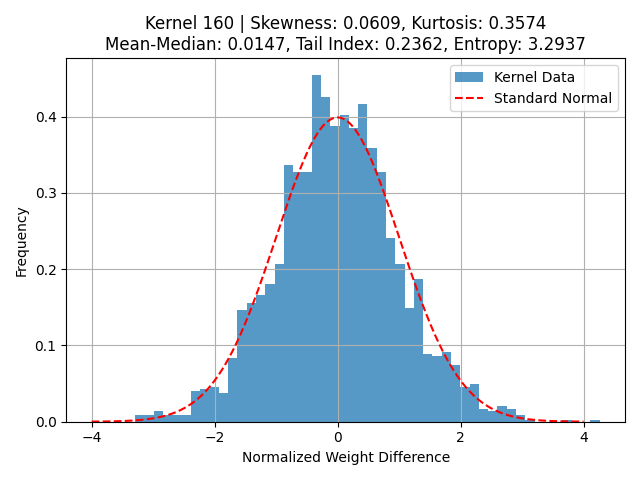 Kernel 160 | Skewness: 0.0609, Kurtosis: 0.3574
Mean-Median: 0.0147, Tail Index: 0.2362, Entropy: 3.2937
Kernel Data
Standard Normal
Frequency
0.4
0.3
0.2
0.1
0.0
−4
−2
0
2
4
Normalized Weight Difference